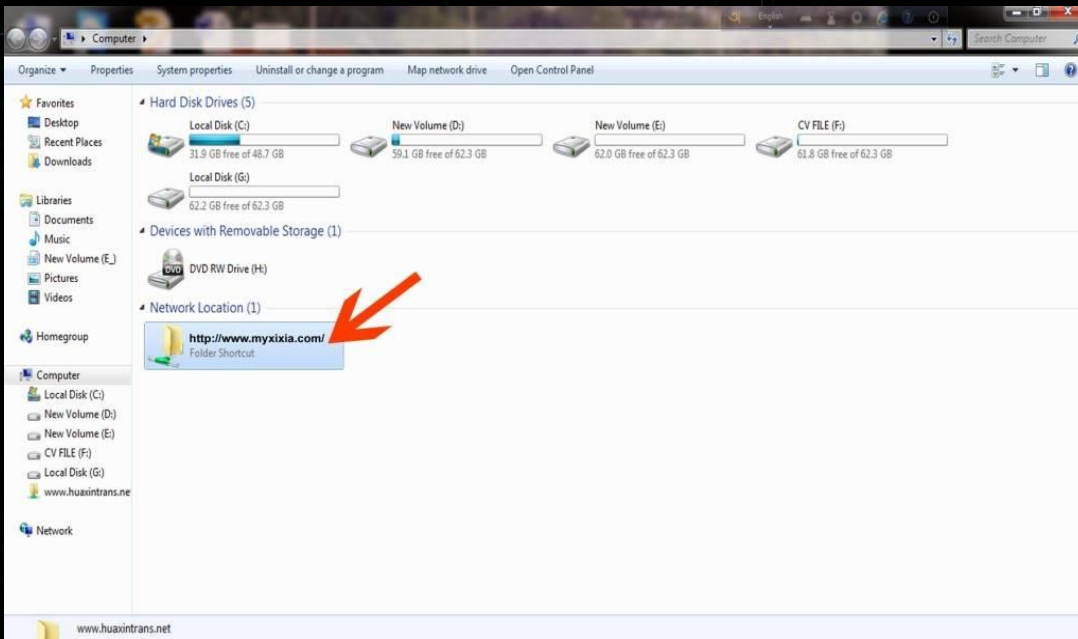 English
Computer
Search Computer
Organize
Properties
System properties
Uninstall or change a program
Map network drive
Open Control Panel
Favorites
Desktop
Recent Places
Downloads
Libraries
Documents
Music
New Volume (E_)
Pictures
Videos
Homegroup
Computer
Local Disk (C:)
New Volume (D:)
New Volume (E:)
CV FILE (F:)
Local Disk (G:)
www.huaxintrans.ne
Network
Hard Disk Drives (5)
Local Disk (C:)
31.9 GB free of 48.7 GB
New Volume (D:)
59.1 GB free of 62.3 GB
New Volume (E:)
62.0 GB free of 62.3 GB
CV FILE (F:)
61.8 GB free of 62.3 GB
Local Disk (G:)
62.2 GB free of 62.3 GB
Devices with Removable Storage (1)
DVD
DVD RW Drive (H:)
Network Location (1)
http://www.myxixia.com/
Folder Shortcut
www.huaxintrans.net